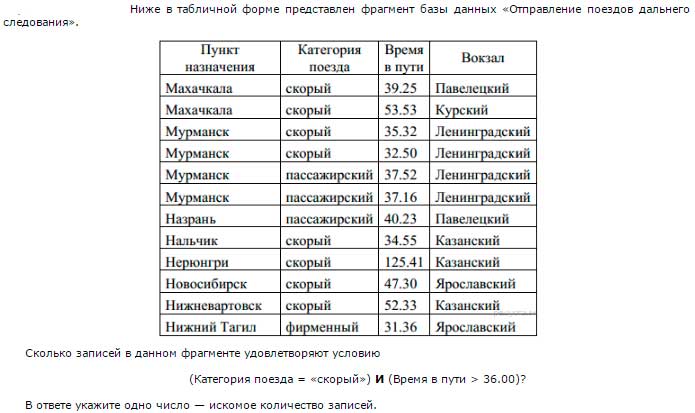 Ниже в табличной форме представлен фрагмент базы данных «Отправление поездов дальнего
следования».
Пункт назначения Категория поезда Время в пути Вокзал
Махачкала скорый 39.25 Павелецкий
Махачкала скорый 53.53 Курский
Мурманск скорый 35.32 Ленинградский
Мурманск скорый 32.50 Ленинградский
Мурманск пассажирский 37.52 Ленинградский
Мурманск пассажирский 37.16 Ленинградский
Назрань пассажирский 40.23 Павелецкий
Нальчик скорый 34.55 Казанский
Нерюнгри скорый 125.41 Казанский
Новосибирск скорый 47.30 Ярославский
Нижневартовск скорый 52.33 Казанский
Нижний Тагил фирменный 31.36 Ярославский
Сколько записей в данном фрагменте удовлетворяют условию
(Категория поезда = «скорый») И (Время в пути > 36.00)?
В ответе укажите одно число — искомое количество записей.